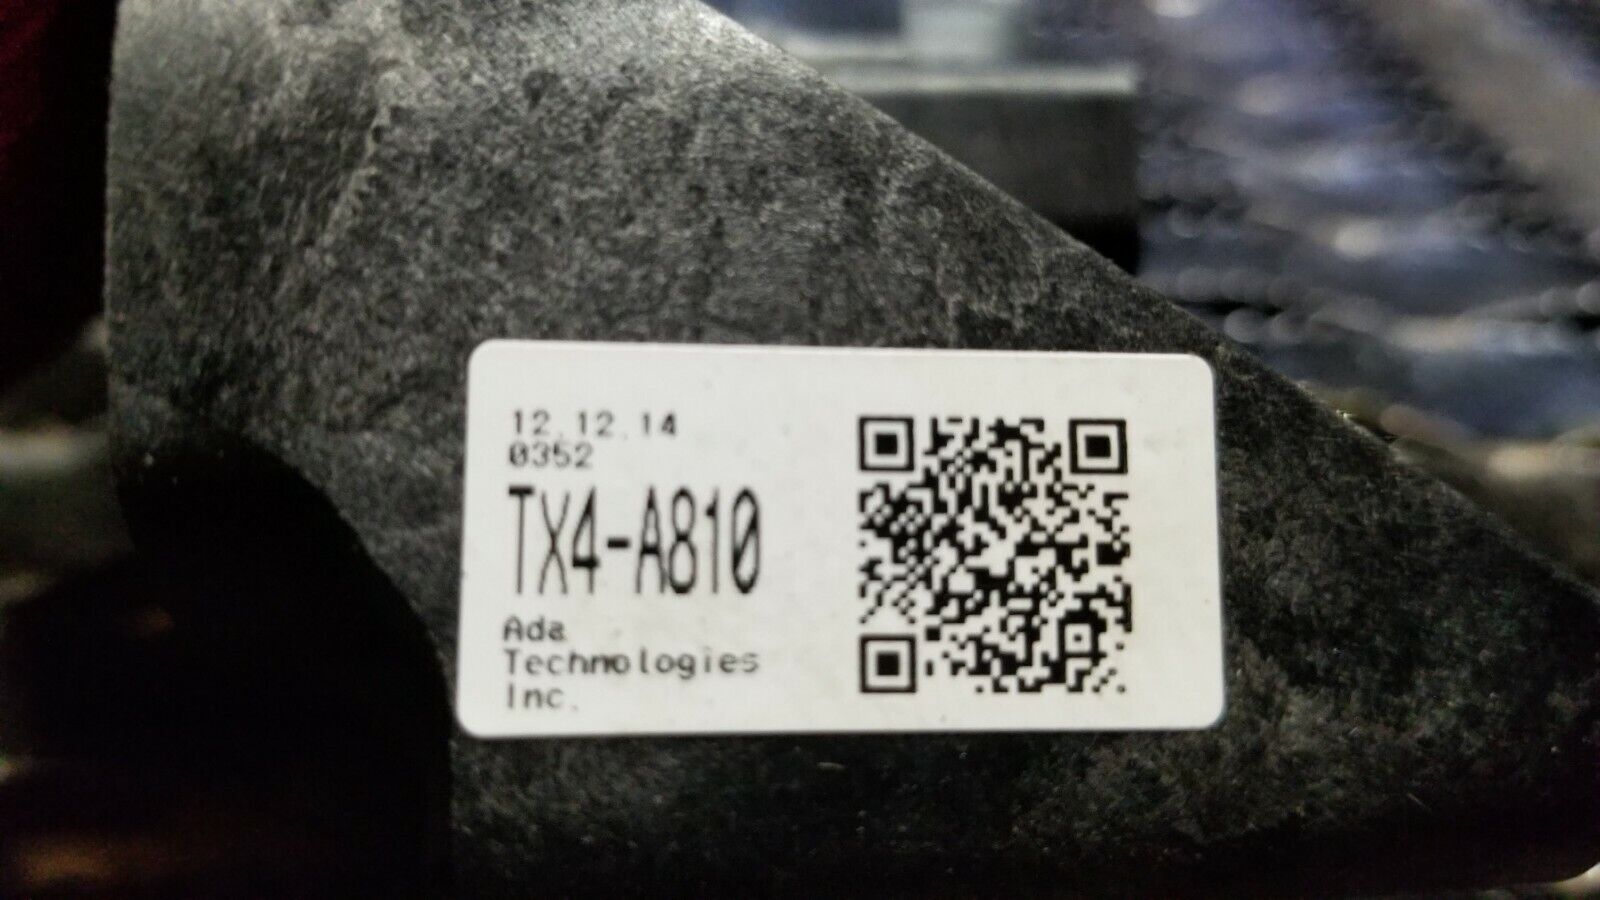 12.12.14
0352
TX4-A810
Ada
Technologies
Inc.